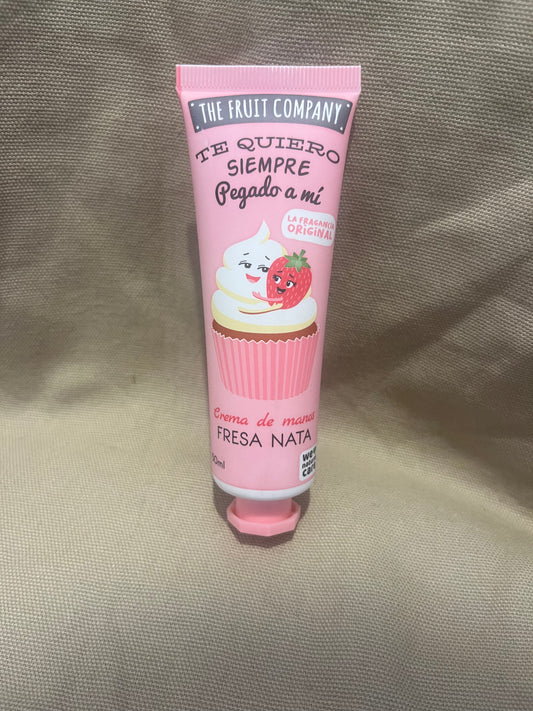 THE FRUIT COMPANY
TE QUIERO
SIEMPRE
Pegado a mí
LA FRAGANCIA
ORIGINAL
Crema de manos
FRESA NATA